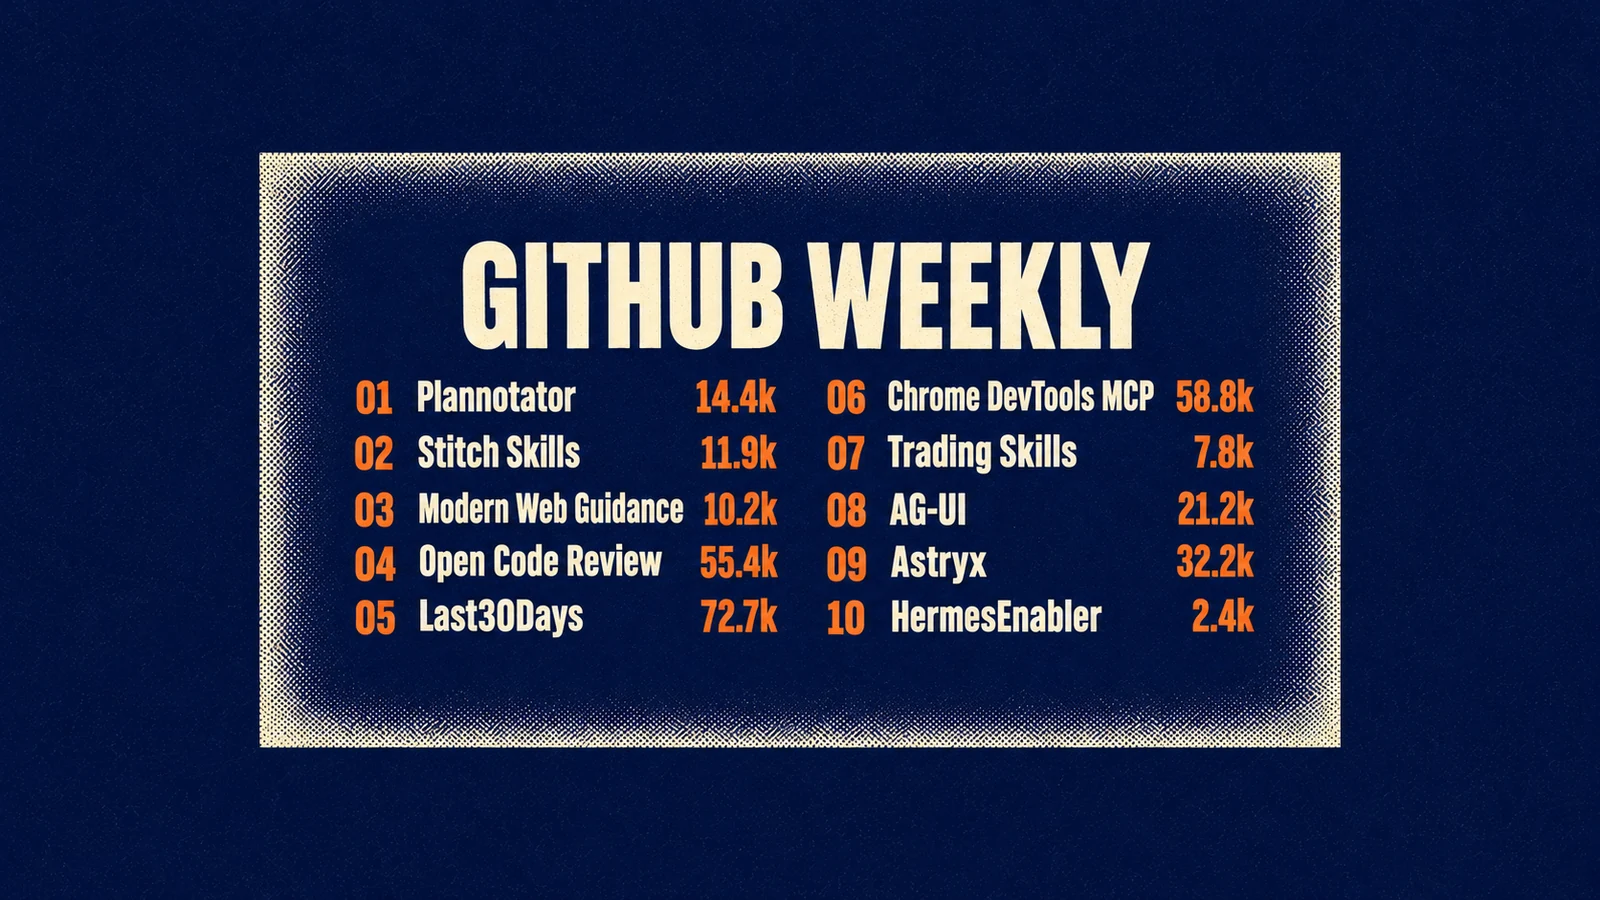 GITHUB WEEKLY
01 Plannotator 14.4k
02 Stitch Skills 11.9k
03 Modern Web Guidance 10.2k
04 Open Code Review 55.4k
05 Last30Days 72.7k
06 Chrome DevTools MCP 58.8k
07 Trading Skills 7.8k
08 AG-UI 21.2k
09 Astryx 32.2k
10 HermesEnabler 2.4k